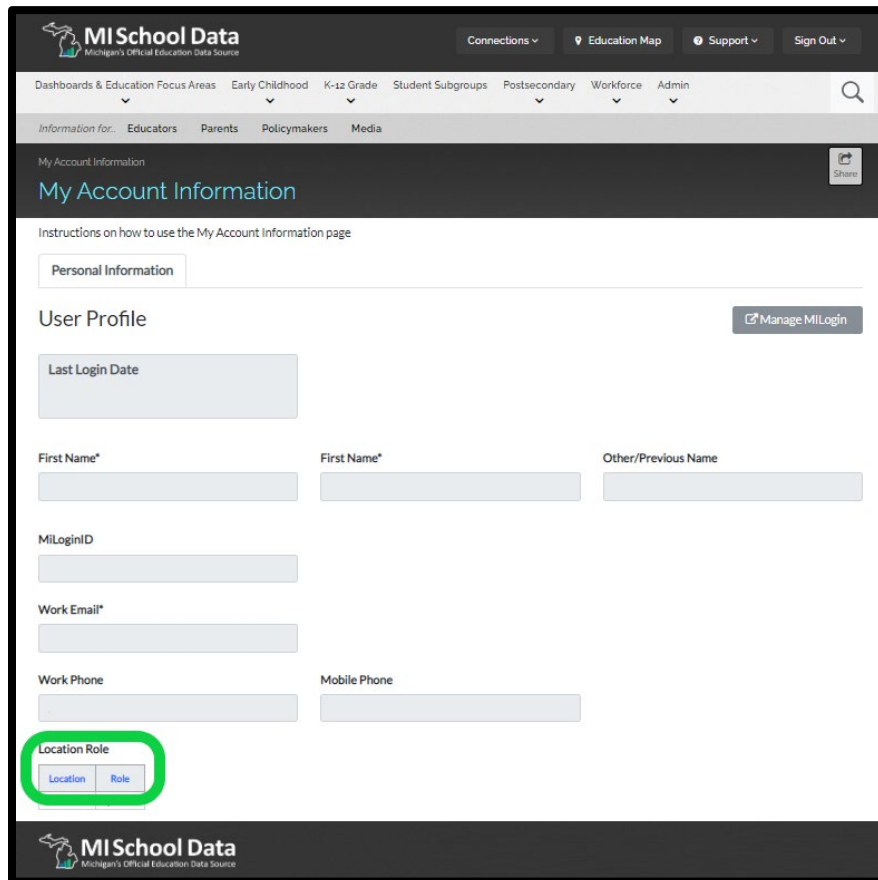 MI School Data
Michigan's Official Education Data Source
Connections Education Map Support Sign Out
Dashboards & Education Focus Areas Early Childhood K-12 Grade Student Subgroups Postsecondary Workforce Admin
Information for... Educators Parents Policymakers Media
My Account Information
Share
My Account Information
Instructions on how to use the My Account Information page
Personal Information
User Profile
Manage MILogin
Last Login Date
First Name* First Name* Other/Previous Name
MiLoginID
Work Email*
Work Phone Mobile Phone
Location Role
Location Role
MI School Data
Michigan's Official Education Data Source